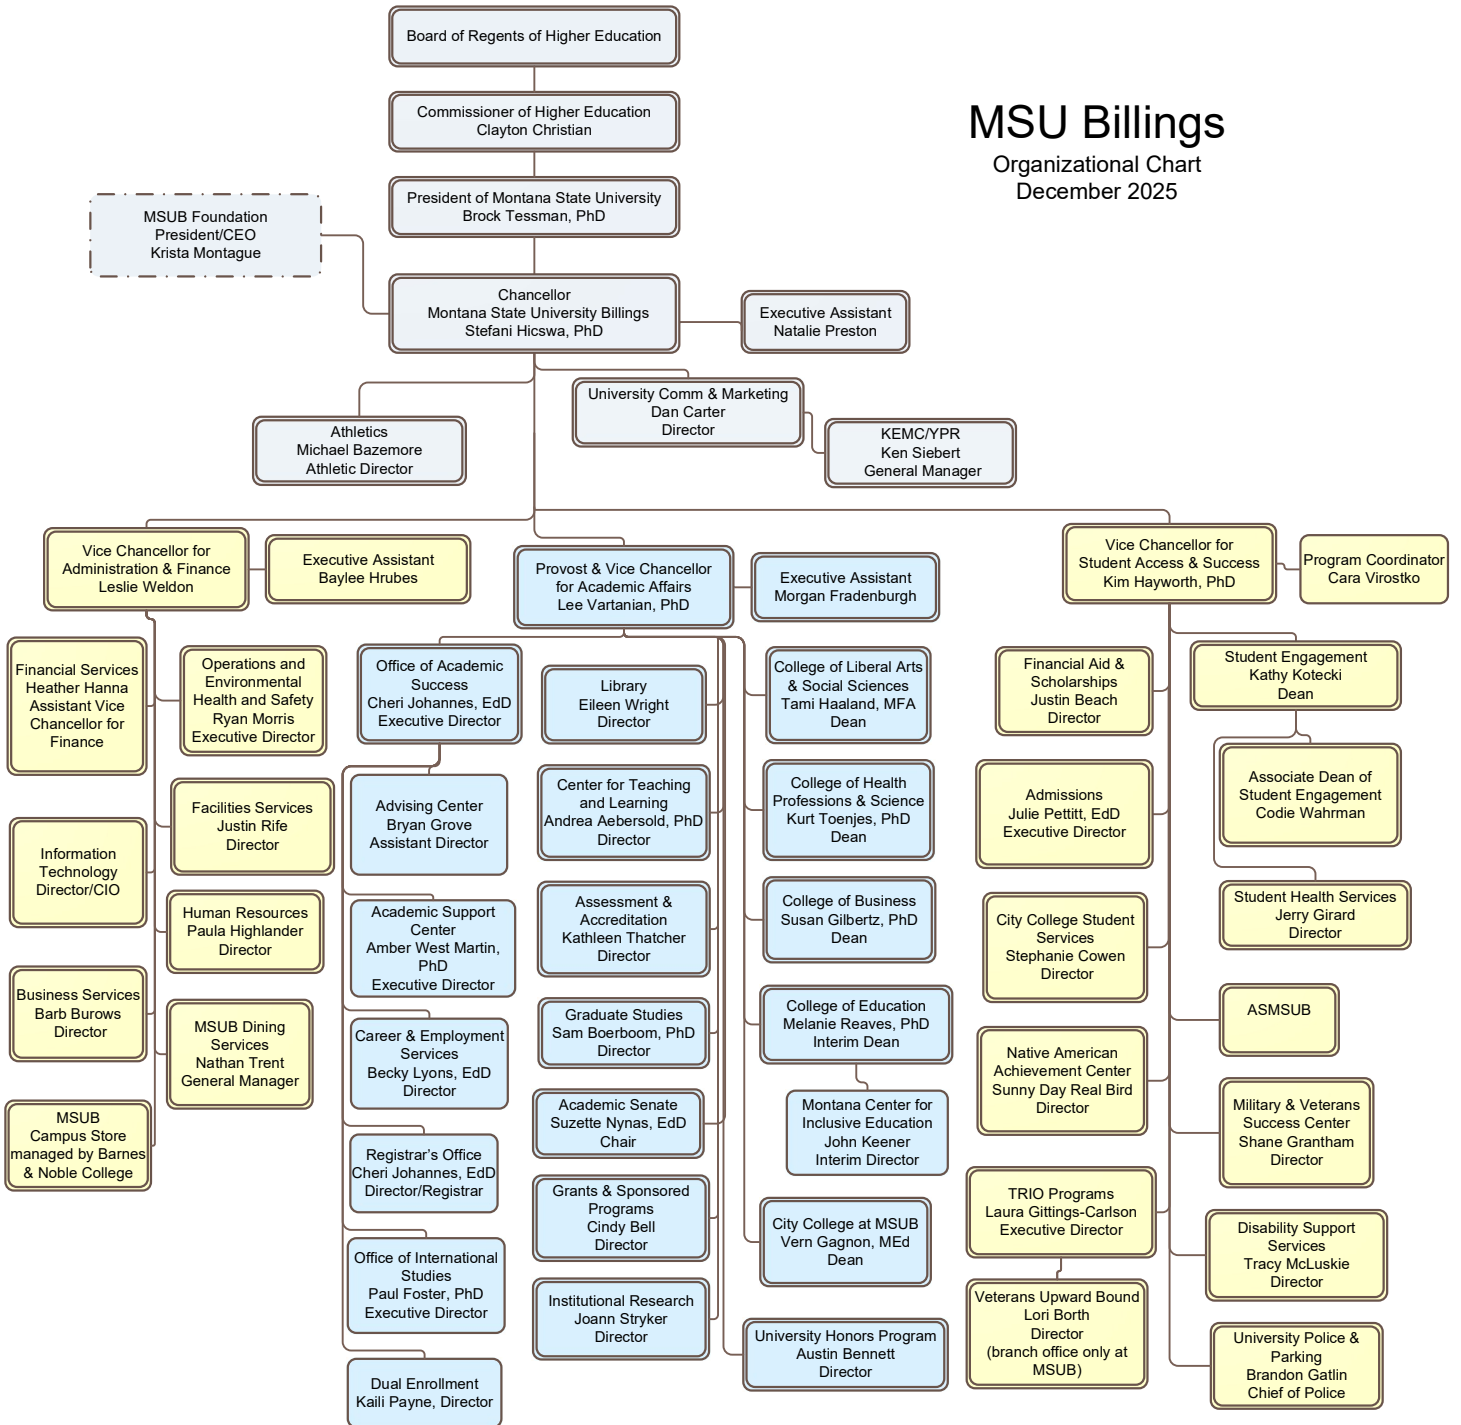 Board of Regents of Higher Education
Commissioner of Higher Education
Clayton Christian
MSU Billings
Organizational Chart
December 2025
President of Montana State University
Brock Tessman, PhD
MSUB Foundation
President/CEO
Krista Montague
Chancellor
Montana State University Billings
Stefani Hicswa, PhD
Executive Assistant
Natalie Preston
University Comm & Marketing
Dan Carter
Director
Athletics
Michael Bazemore
Athletic Director
KEMC/YPR
Ken Siebert
General Manager
Vice Chancellor for
Administration & Finance
Leslie Weldon
Executive Assistant
Baylee Hrubes
Provost & Vice Chancellor
for Academic Affairs
Lee Vartanian, PhD
Executive Assistant
Morgan Fradenburgh
Vice Chancellor for
Student Access & Success
Kim Hayworth, PhD
Program Coordinator
Cara Virostko
Financial Services
Heather Hanna
Assistant Vice
Chancellor for
Finance
Operations and
Environmental
Health and Safety
Ryan Morris
Executive Director
Facilities Services
Justin Rife
Director
Information
Technology
Director/CIO
Human Resources
Paula Highlander
Director
Business Services
Barb Burows
Director
MSUB Dining
Services
Nathan Trent
General Manager
MSUB
Campus Store
managed by Barnes
& Noble College
Office of Academic
Success
Cheri Johannes, EdD
Executive Director
Advising Center
Bryan Grove
Assistant Director
Academic Support
Center
Amber West Martin,
PhD
Executive Director
Career & Employment
Services
Becky Lyons, EdD
Director
Registrar's Office
Cheri Johannes, EdD
Director/Registrar
Office of International
Studies
Paul Foster, PhD
Executive Director
Dual Enrollment
Kaili Payne, Director
Library
Eileen Wright
Director
Center for Teaching
and Learning
Andrea Aebersold, PhD
Director
Assessment &
Accreditation
Kathleen Thatcher
Director
Graduate Studies
Sam Boerboom, PhD
Director
Academic Senate
Suzette Nynas, EdD
Chair
Grants & Sponsored
Programs
Cindy Bell
Director
Institutional Research
Joann Stryker
Director
College of Liberal Arts
& Social Sciences
Tami Haaland, MFA
Dean
College of Health
Professions & Science
Kurt Toenjes, PhD
Dean
College of Business
Susan Gilbertz, PhD
Dean
College of Education
Melanie Reaves, PhD
Interim Dean
Montana Center for
Inclusive Education
John Keener
Interim Director
City College at MSUB
Vern Gagnon, MEd
Dean
University Honors Program
Austin Bennett
Director
Financial Aid &
Scholarships
Justin Beach
Director
Admissions
Julie Pettitt, EdD
Executive Director
City College Student
Services
Stephanie Cowen
Director
Native American
Achievement Center
Sunny Day Real Bird
Director
TRIO Programs
Laura Gittings-Carlson
Executive Director
Veterans Upward Bound
Lori Borth
Director
(branch office only at
MSUB)
Student Engagement
Kathy Kotecki
Dean
Associate Dean of
Student Engagement
Codie Wahrman
Student Health Services
Jerry Girard
Director
ASMSUB
Military & Veterans
Success Center
Shane Grantham
Director
Disability Support
Services
Tracy McLuskie
Director
University Police &
Parking
Brandon Gatlin
Chief of Police